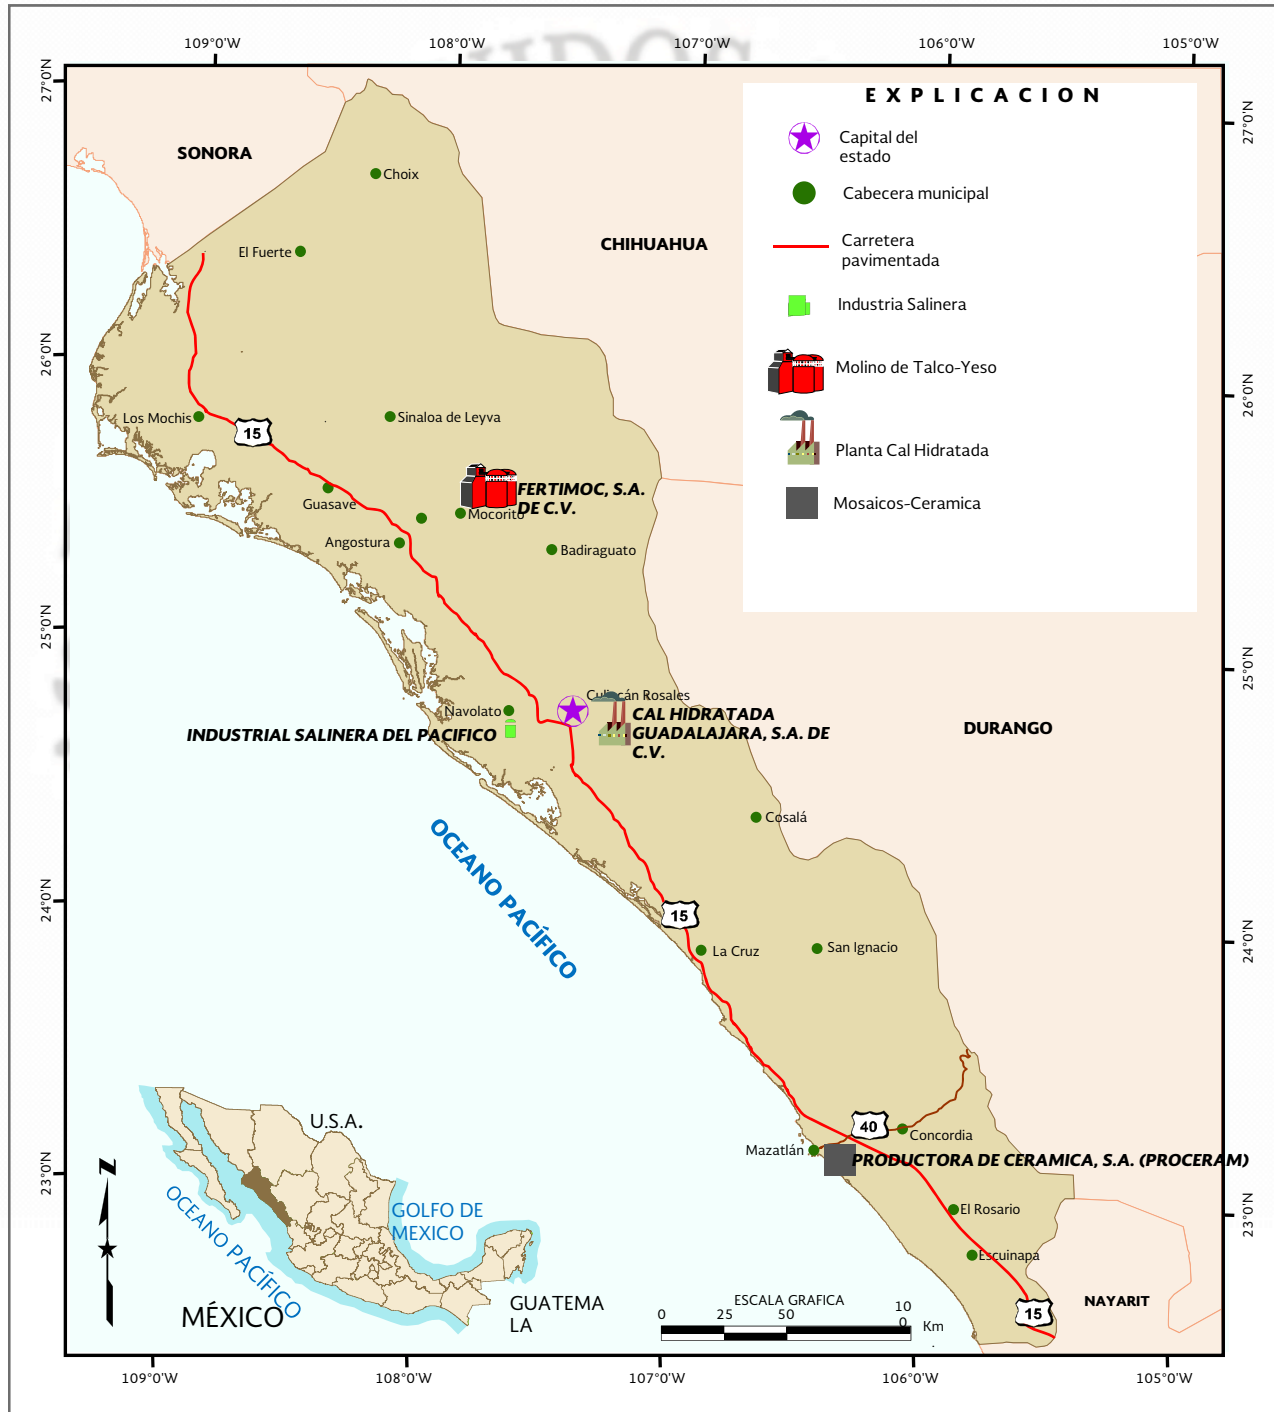 109°0'W
108°0'W
107°0'W
106°0'W
105°0'W
27°0'N
26°0'N
25°0'N
24°0'N
23°0'N
27°0'N
26°0'N
25°0'N
24°0'N
23°0'N
EXPLICACION
Capital del
estado
Cabecera municipal
Carretera
pavimentada
Industria Salinera
Molino de Talco-Yeso
Planta Cal Hidratada
Mosaicos-Ceramica
SONORA
CHIHUAHUA
DURANGO
NAYARIT
Choix
El Fuerte
Los Mochis
15
Sinaloa de Leyva
FERTIMOC, S.A.
DE C.V.
Guasave
Mocorito
Angostura
Badiraguato
Culiacán Rosales
Navolato
CAL HIDRATADA
GUADALAJARA, S.A. DE
C.V.
INDUSTRIAL SALINERA DEL PACIFICO
Cosalá
OCEANO PACÍFICO
15
La Cruz
San Ignacio
40
Concordia
Mazatlán
PRODUCTORA DE CERAMICA, S.A. (PROCERAM)
El Rosario
Escuinapa
15
U.S.A.
GOLFO DE
MEXICO
OCEANO PACÍFICO
MÉXICO
GUATEMA
LA
ESCALA GRAFICA
0
25
50
10
0
Km
109°0'W
108°0'W
107°0'W
106°0'W
105°0'W